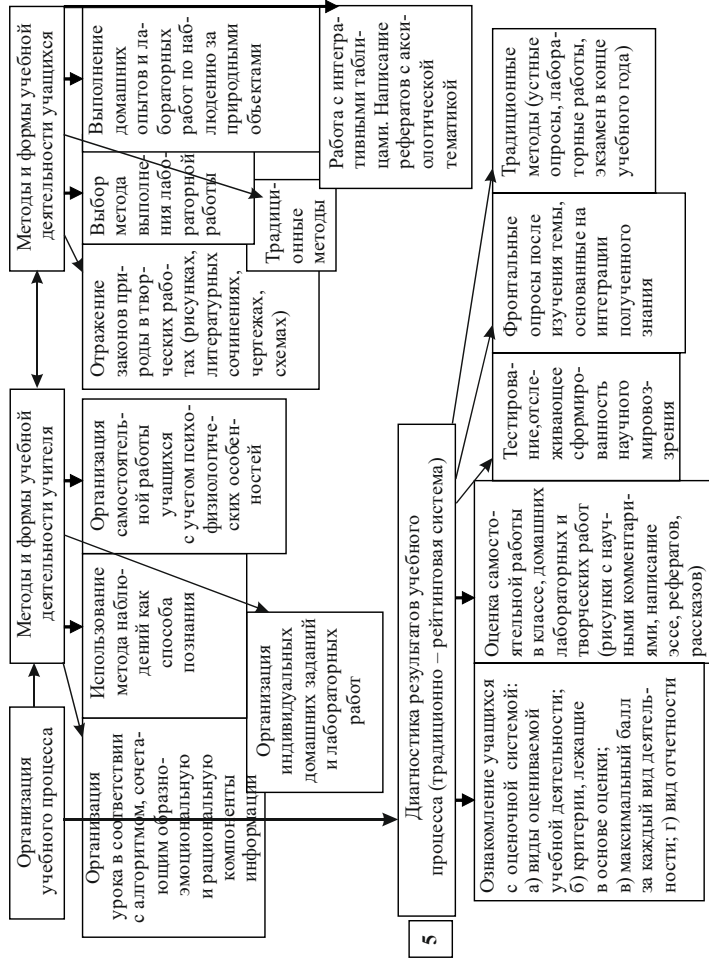 Организация
учебного процесса
Методы и формы учебной
деятельности учителя
Методы и формы учебной
деятельности учащихся
Организация
урока в соответствии
с алгоритмом, сочета-
ющим образно-
эмоциональную
и рациональную
компоненты
информации
Использование
метода наблю-
дений как
способа
познания
Организация
самостоятель-
ной работы
учащихся
с учетом психо-
физиологиче-
ских особен-
ностей
Организация
индивидуальных
домашних заданий
и лабораторных
работ
Отражение
законов при-
роды в твор-
ческих рабо-
тах (рисунках,
литературных
сочинениях,
чертежах,
схемах)
Выбор
метода
выполне-
ния лабо-
раторной
работы
Выполнение
домашних
опытов и ла-
бораторных
работ по наб-
людению за
природными
объектами
Традици-
онные
методы
Работа с интегра-
тивными табли-
цами. Написание
рефератов с акси-
ологической
тематикой
5
Диагностика результатов учебного
процесса (традиционно – рейтинговая система)
Ознакомление учащихся
с оценочной системой:
а) виды оцениваемой
учебной деятельности;
б) критерии, лежащие
в основе оценки;
в) максимальный балл
за каждый вид деятель-
ности; г) вид отчетности
Оценка самосто-
ятельной работы
в классе, домашних
лабораторных и
творческих работ
(рисунки с науч-
ными комментари-
ями, написание
эссе, рефератов,
рассказов)
Тестирова-
ние,отсле-
живающее
сформиро-
ванность
научного
мировоз-
зрения
Фронтальные
опросы после
изучения темы,
основанные на
интеграции
полученного
знания
Традиционные
методы (устные
опросы, лабора-
торные работы,
экзамен в конце
учебного года)